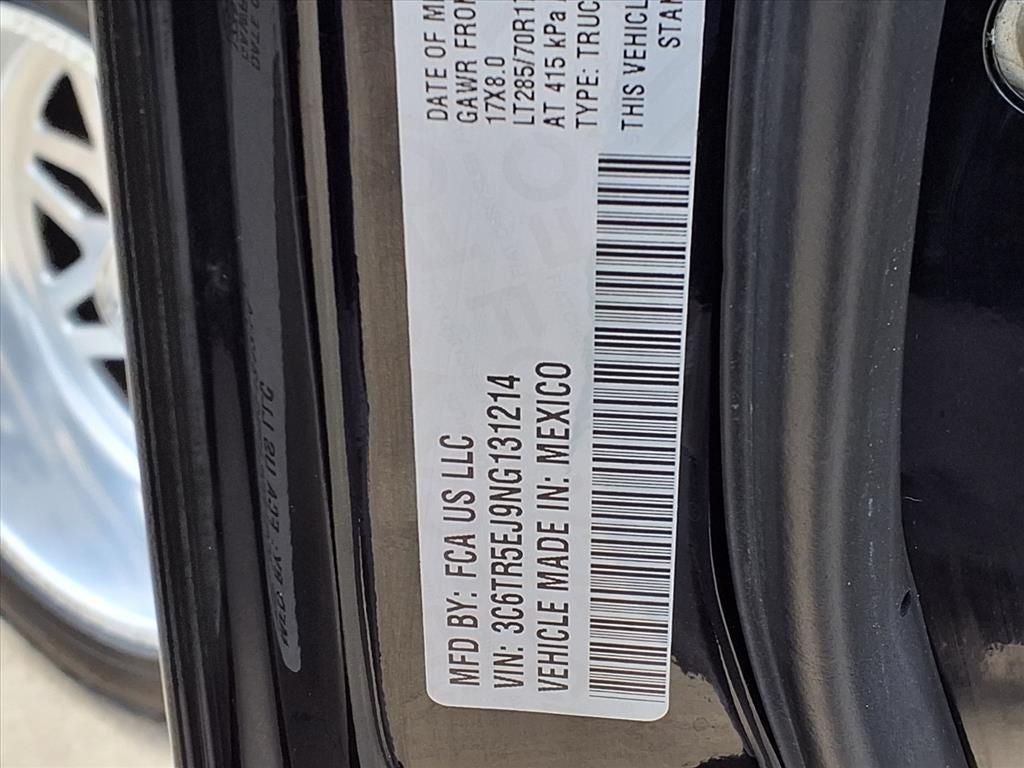 MFD BY: FCA US LLC
DATE OF
VIN: 3C6TR5EJ9NG131214
GAWR FRON
VEHICLE MADE IN: MEXICO
17X8.0
LT285/70R17
AT 415 kPa
TYPE: TRUC
THIS VEHICL
STAN